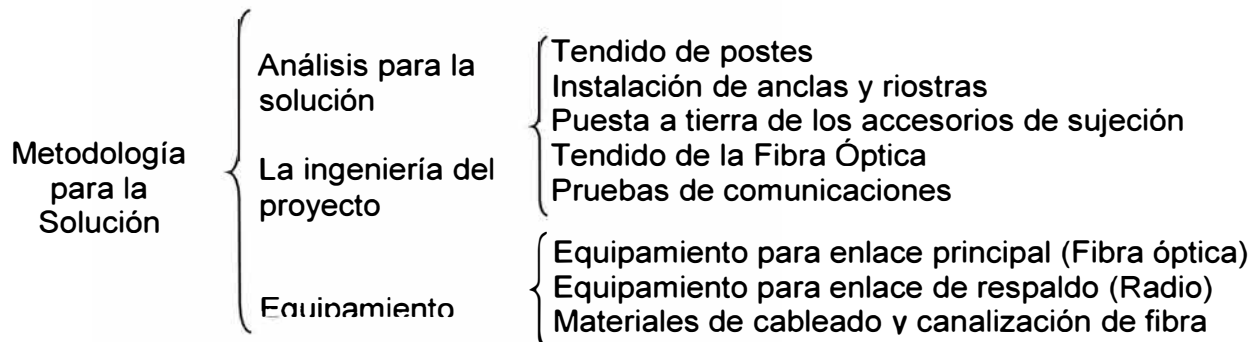 Metodología
para la
Solución
Análisis para la
solución
La ingeniería del
proyecto
Equipamiento
Tendido de postes
Instalación de anclas y riostras
Puesta a tierra de los accesorios de sujeción
Tendido de la Fibra Óptica
Pruebas de comunicaciones
Equipamiento para enlace principal (Fibra óptica)
Equipamiento para enlace de respaldo (Radio)
Materiales de cableado y canalización de fibra